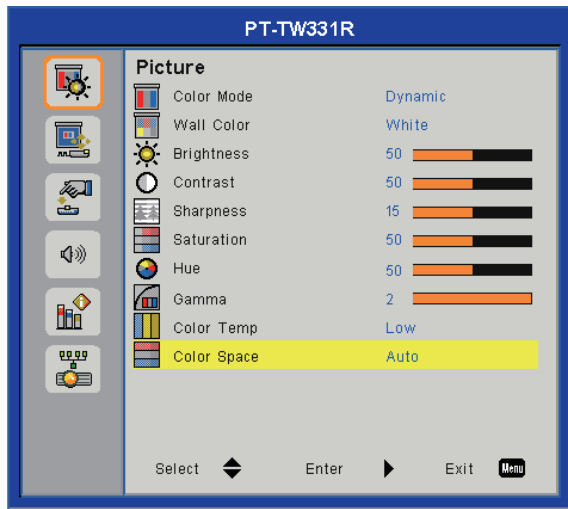 PT-TW331R
Picture
Color Mode Dynamic
Wall Color White
Brightness 50
Contrast 50
Sharpness 15
Saturation 50
Hue 50
Gamma 2
Color Temp Low
Color Space Auto
Select Enter Exit Menu